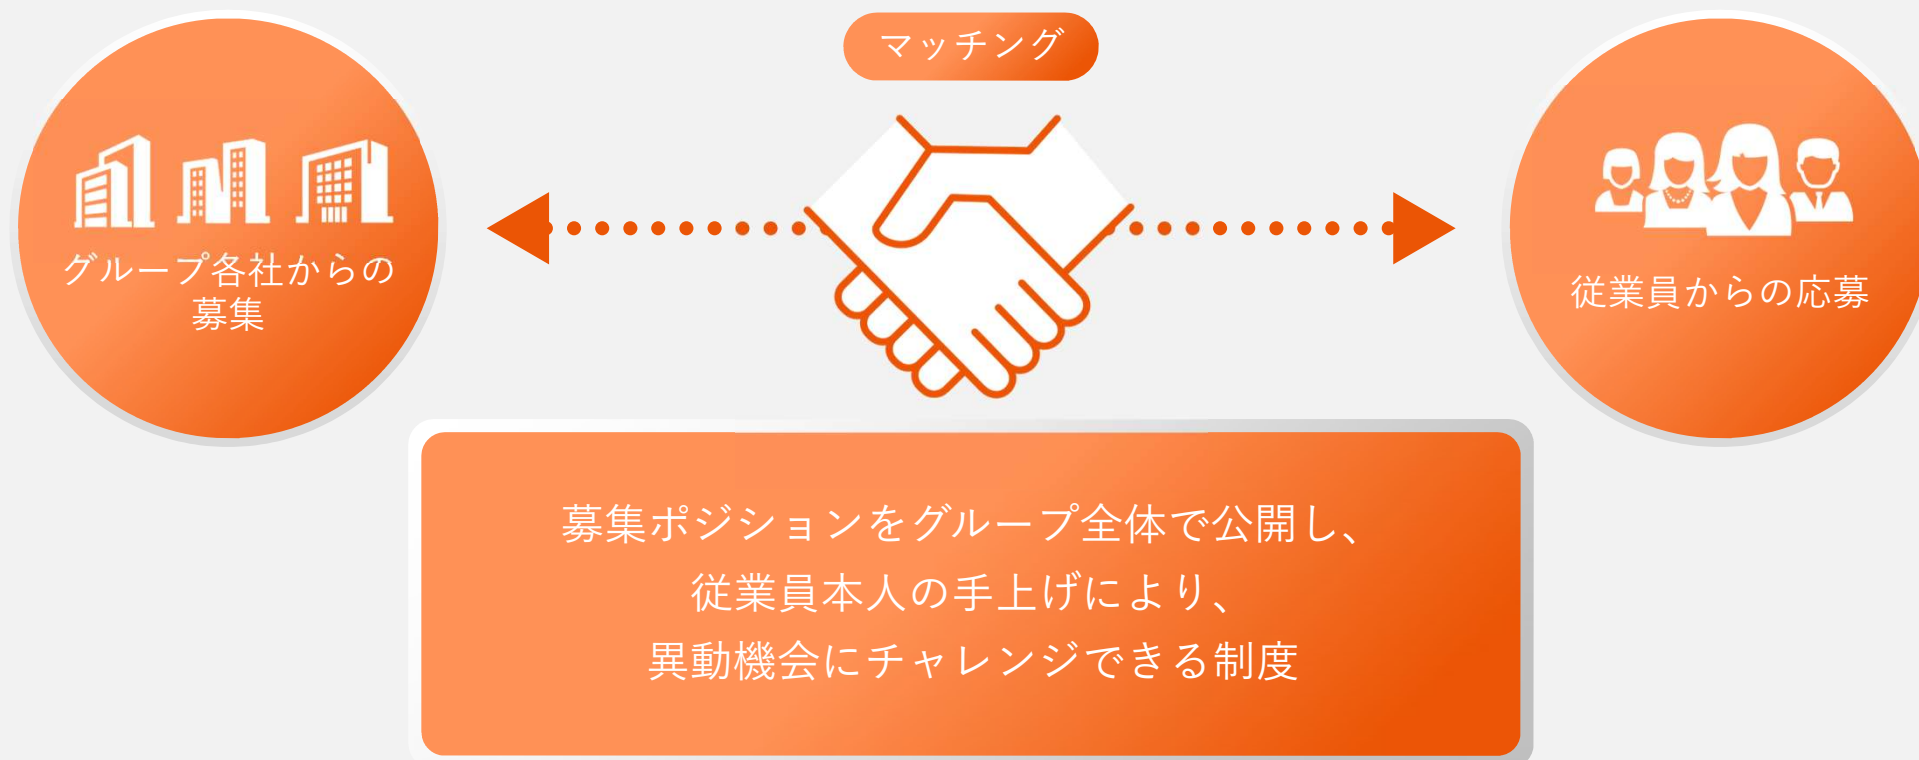 マッチング
グループ各社からの
募集
従業員からの応募
募集ポジションをグループ全体で公開し、
従業員本人の手上げにより、
異動機会にチャレンジできる制度